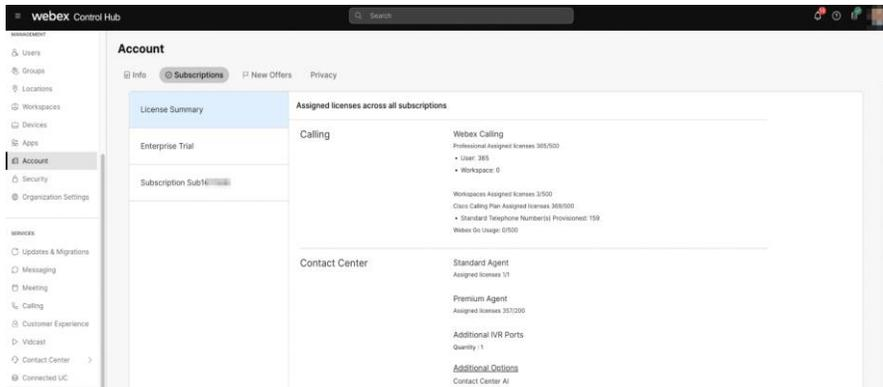 webex Control Hub
Search
MANAGEMENT
Users
Groups
Locations
Workspaces
Devices
Apps
Account
Security
Organization Settings
SERVICES
Updates & Migrations
Messaging
Meeting
Calling
Customer Experience
Vidcast
Contact Center
Connected UC
Account
Info
Subscriptions
New Offers
Privacy
License Summary
Enterprise Trial
Subscription Sub16
Assigned licenses across all subscriptions
Calling
Webex Calling
Professional Assigned licenses 365/500
• User: 365
• Workspace: 0
Workspaces Assigned licenses 3/500
Cisco Calling Plan Assigned licenses 369/500
• Standard Telephone Number(s) Provisioned: 159
Webex Go Usage: 0/500
Contact Center
Standard Agent
Assigned licenses 1/1
Premium Agent
Assigned licenses 357/200
Additional IVR Ports
Quantity : 1
Additional Options
Contact Center AI